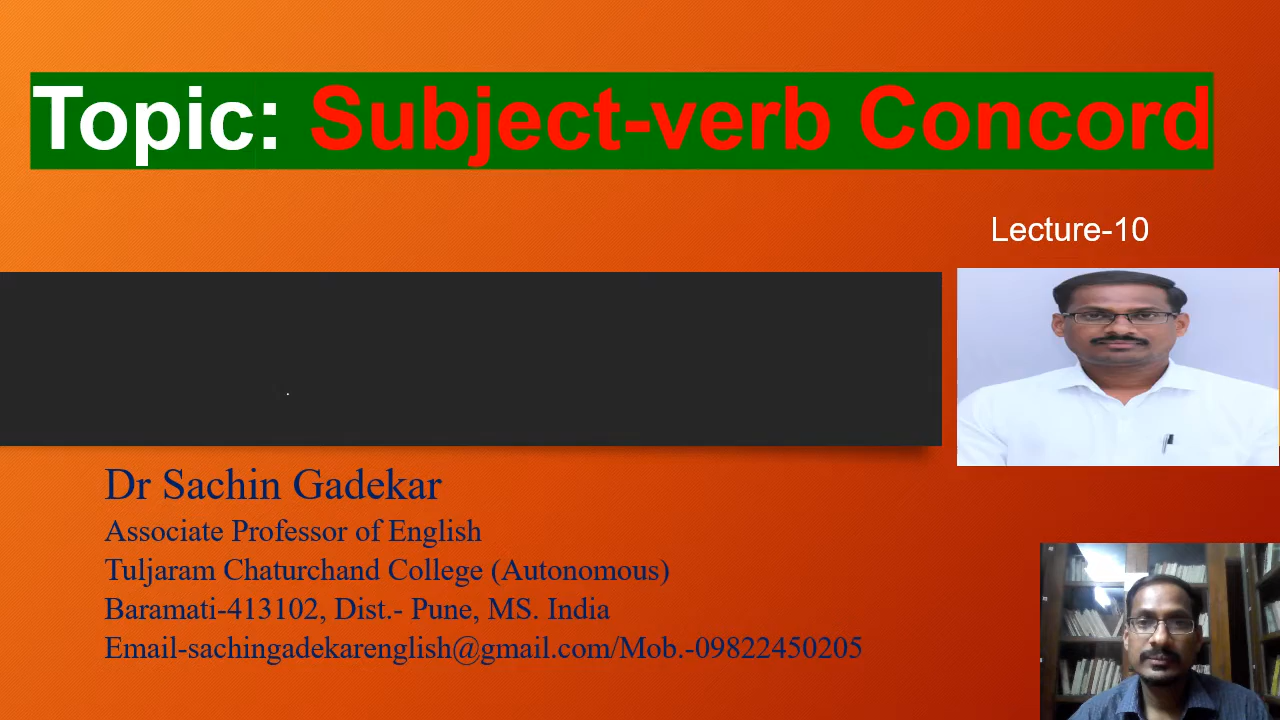 Topic: Subject-verb Concord
Lecture-10
Dr Sachin Gadekar
Associate Professor of English
Tuljaram Chaturchand College (Autonomous)
Baramati-413102, Dist.- Pune, MS. India
Email-sachingadekarenglish@gmail.com/Mob.-09822450205